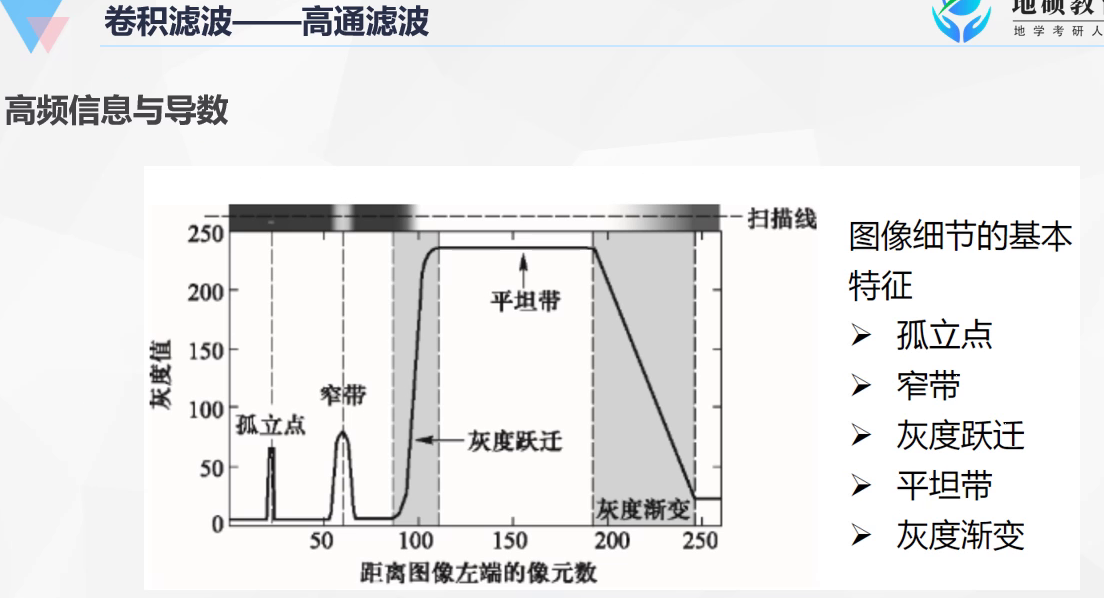 卷积滤波——高通滤波
地硕教育
地 学 考 研 人
高频信息与导数
扫描线
250
200
150
100
50
0
灰度值
孤立点
窄带
平坦带
灰度跃迁
灰度渐变
50
100
150
200
250
距离图像左端的像元数
图像细节的基本
特征
➢ 孤立点
➢ 窄带
➢ 灰度跃迁
➢ 平坦带
➢ 灰度渐变